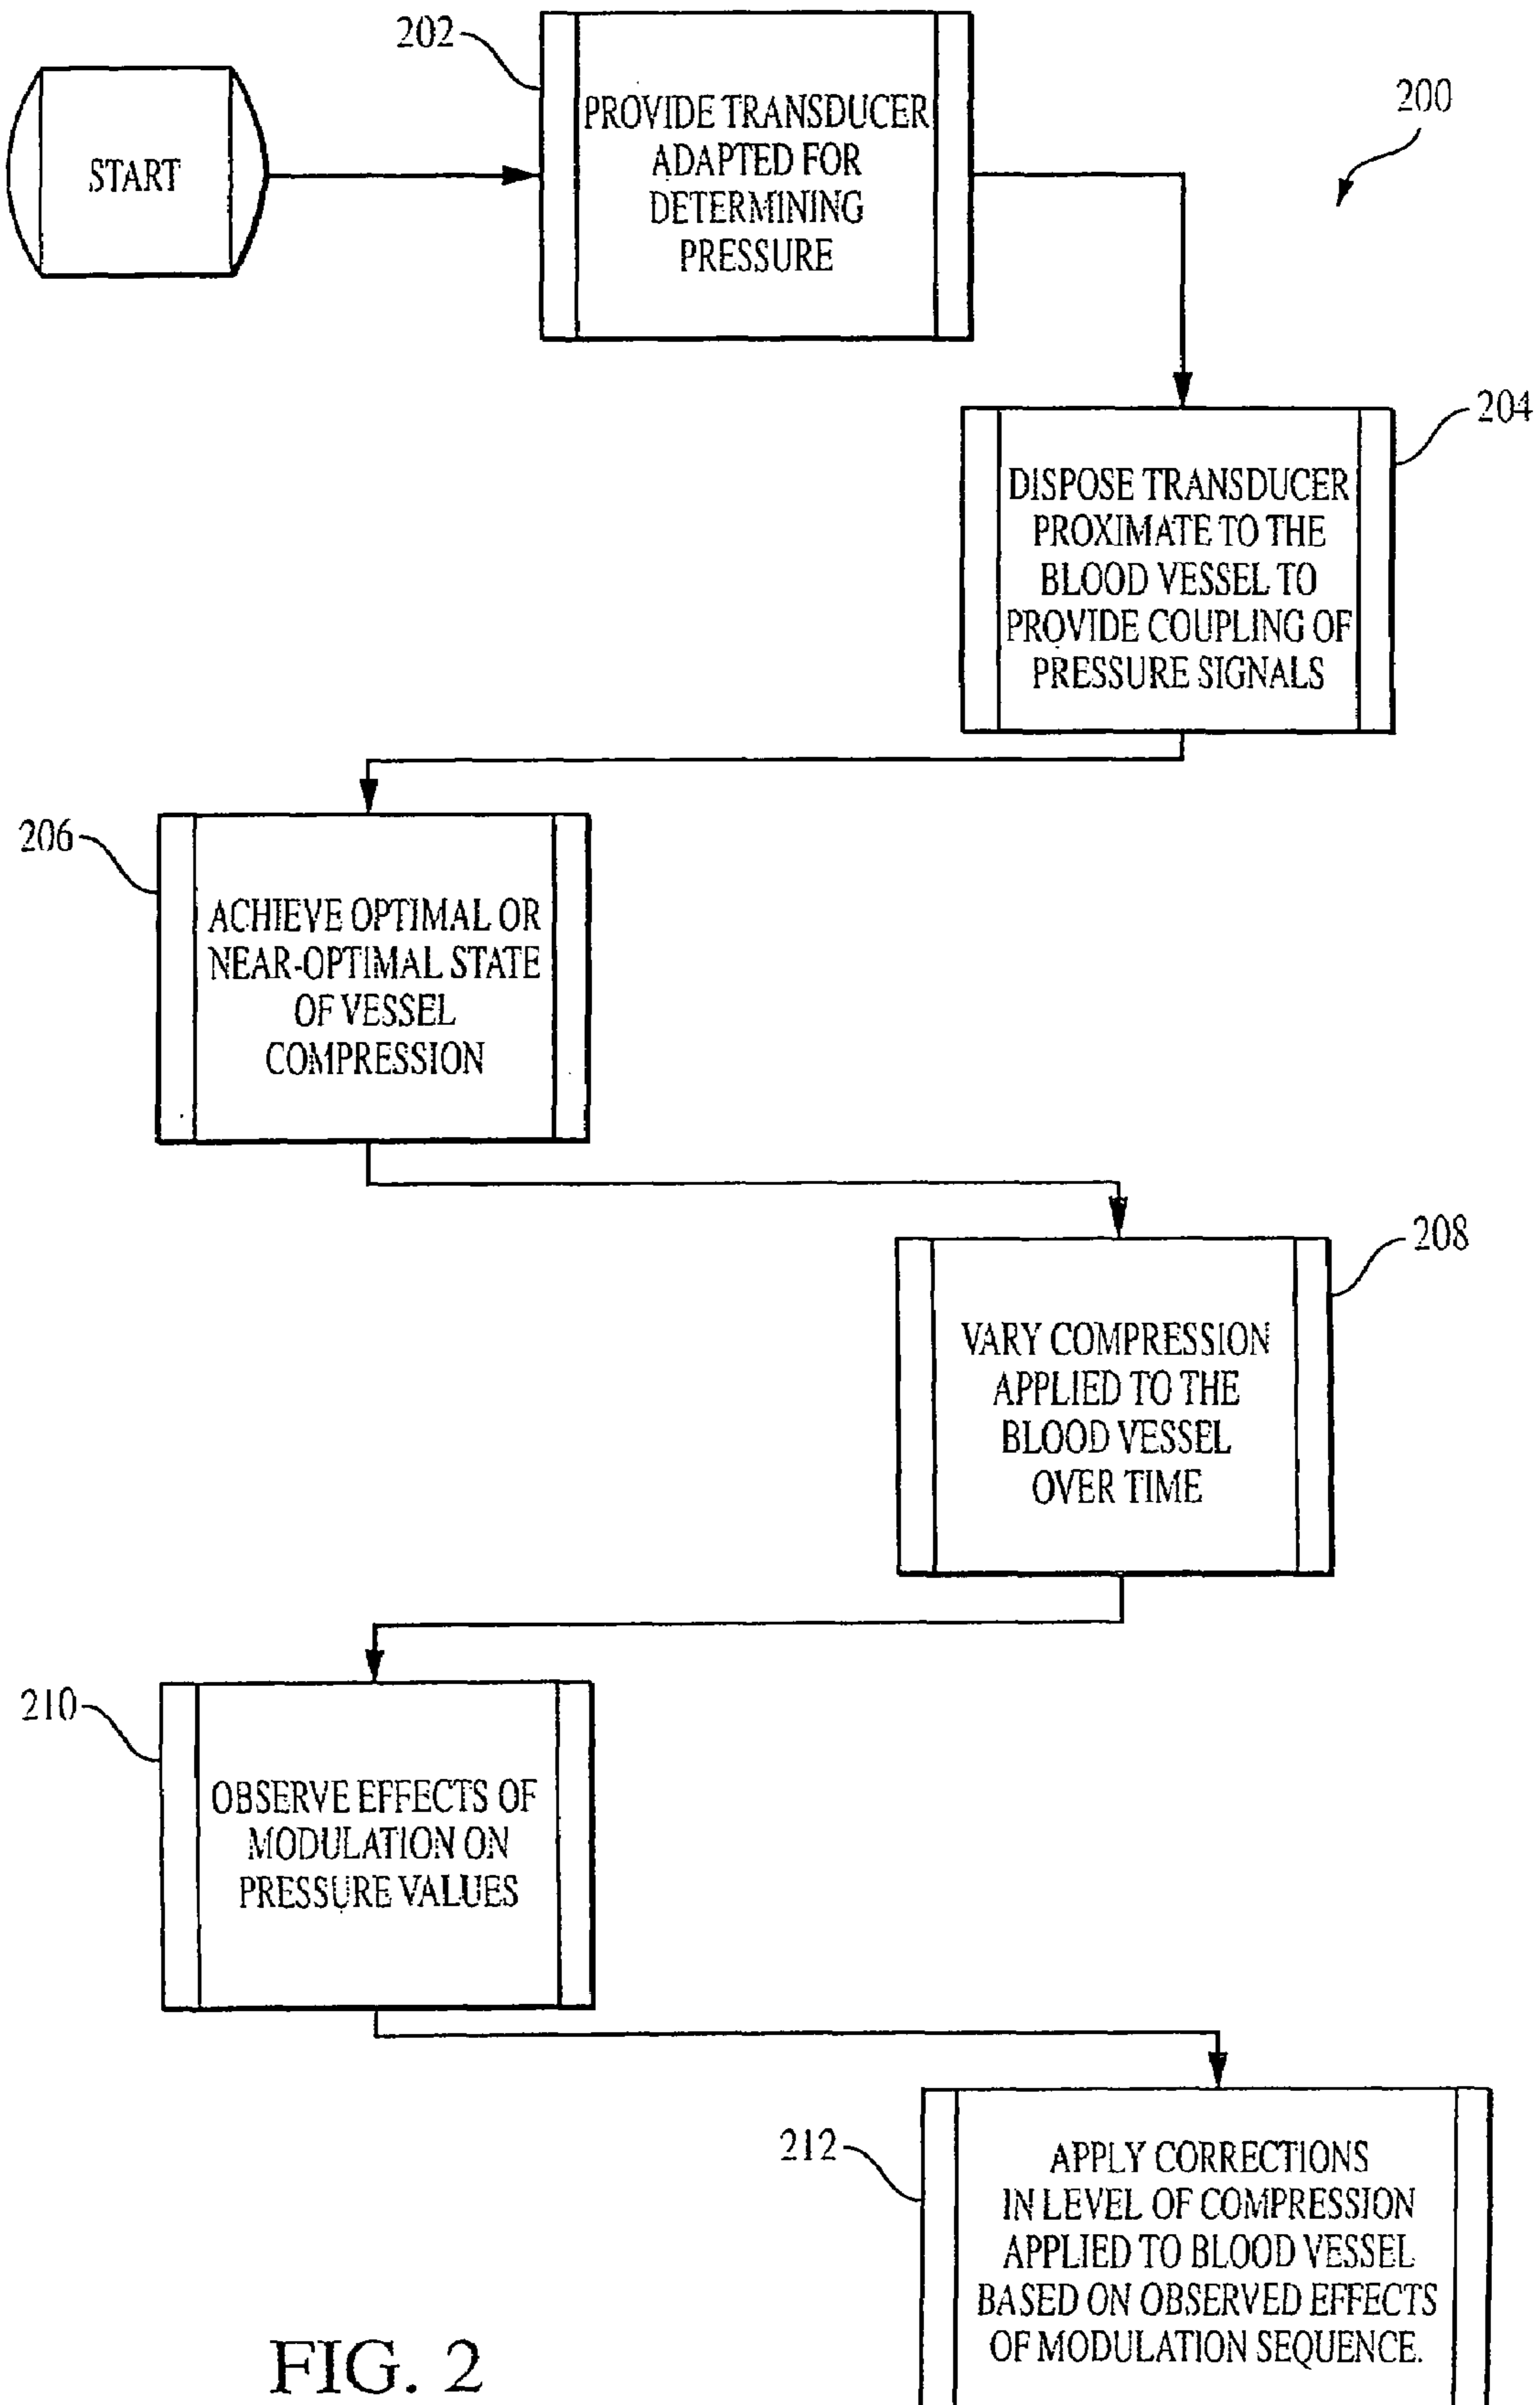 202
PROVIDE TRANSDUCER
ADAPTED FOR
DETERMINING
PRESSURE
START
200
204
DISPOSE TRANSDUCER
PROXIMATE TO THE
BLOOD VESSEL TO
PROVIDE COUPLING OF
PRESSURE SIGNALS
206
ACHIEVE OPTIMAL OR
NEAR-OPTIMAL STATE
OF VESSEL
COMPRESSION
208
VARY COMPRESSION
APPLIED TO THE
BLOOD VESSEL
OVER TIME
210
OBSERVE EFFECTS OF
MODULATION ON
PRESSURE VALUES
212
APPLY CORRECTIONS
IN LEVEL OF COMPRESSION
APPLIED TO BLOOD VESSEL
BASED ON OBSERVED EFFECTS
OF MODULATION SEQUENCE.
FIG. 2